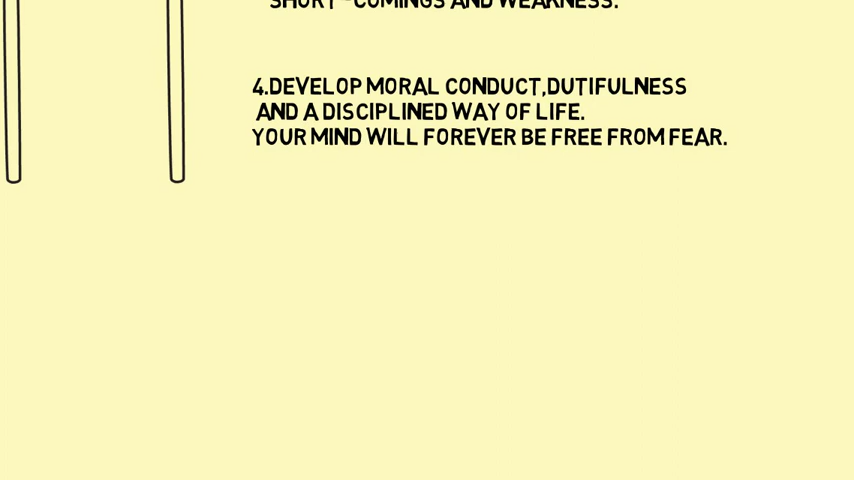 SHORT-COMINGS AND WEAKNESS.
4.DEVELOP MORAL CONDUCT,DUTIFULNESS
AND A DISCIPLINED WAY OF LIFE.
YOUR MIND WILL FOREVER BE FREE FROM FEAR.